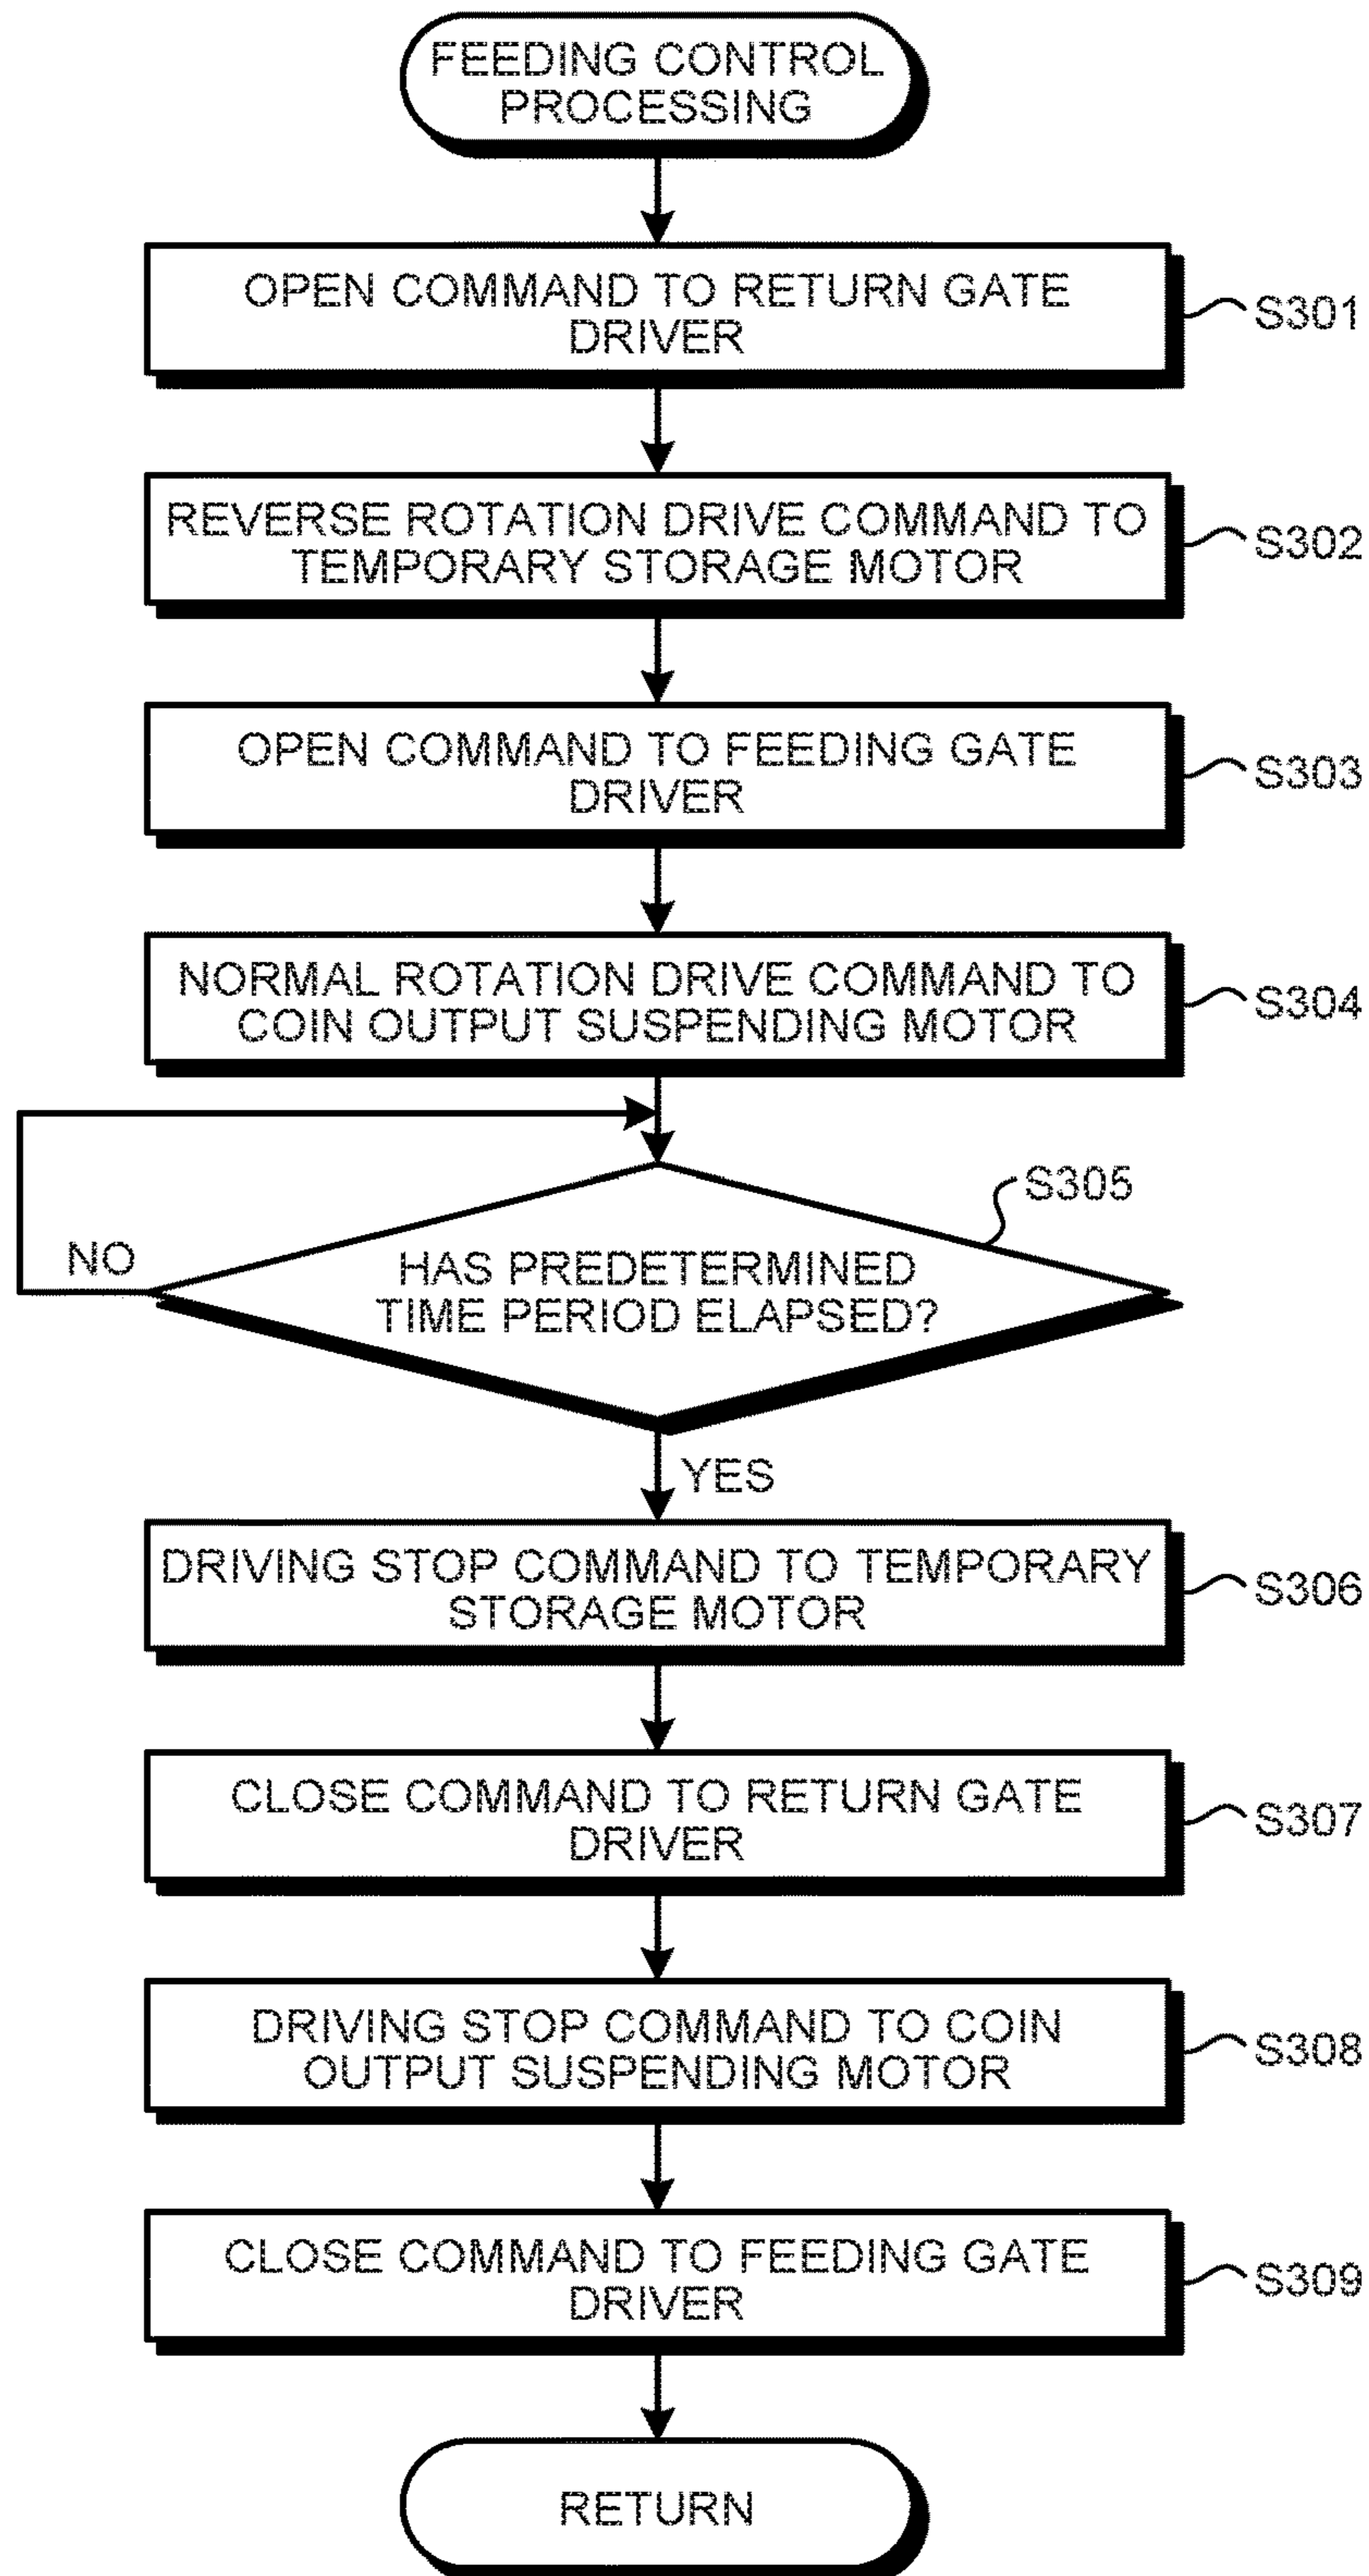 FEEDING CONTROL
PROCESSING
OPEN COMMAND TO RETURN GATE
DRIVER
S301
REVERSE ROTATION DRIVE COMMAND TO
TEMPORARY STORAGE MOTOR
S302
OPEN COMMAND TO FEEDING GATE
DRIVER
S303
NORMAL ROTATION DRIVE COMMAND TO
COIN OUTPUT SUSPENDING MOTOR
S304
S305
NO
HAS PREDETERMINED
TIME PERIOD ELAPSED?
YES
DRIVING STOP COMMAND TO TEMPORARY
STORAGE MOTOR
S306
CLOSE COMMAND TO RETURN GATE
DRIVER
S307
DRIVING STOP COMMAND TO COIN
OUTPUT SUSPENDING MOTOR
S308
CLOSE COMMAND TO FEEDING GATE
DRIVER
S309
RETURN